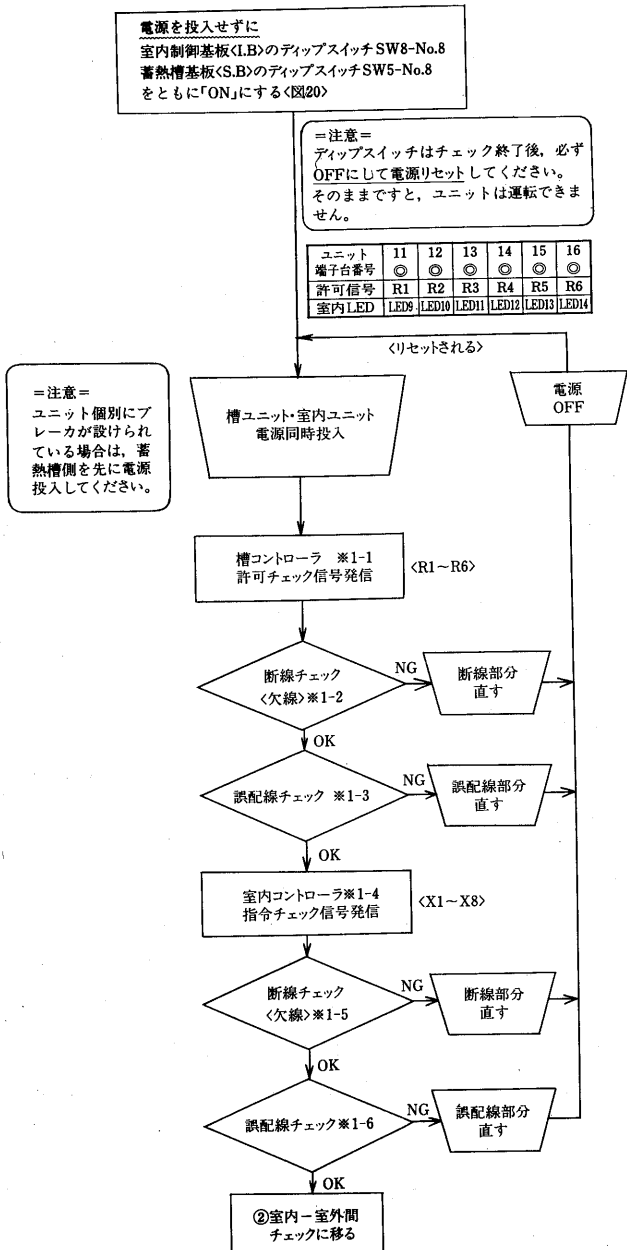 電源を投入せずに
室内制御基板<I.B>のディップスイッチSW8-No.8
蓄熱槽基板<S.B>のディップスイッチSW5-No.8
をともに「ON」にする<図20>
=注意=
ディップスイッチはチェック終了後，必ず
OFFにして電源リセットしてください。
そのままですと，ユニットは運転できま
せん。
ユニット 11 12 13 14 15 16
端子台番号 ◎ ◎ ◎ ◎ ◎ ◎
許可信号 R1 R2 R3 R4 R5 R6
室内LED LED9 LED10 LED11 LED12 LED13 LED14
<リセットされる>
=注意=
ユニット個別にブ
レーカが設けられ
ている場合は，蓄
熱槽側を先に電源
投入してください。
槽ユニット・室内ユニット
電源同時投入
電源
OFF
槽コントローラ ※1-1
許可チェック信号発信
<R1～R6>
断線チェック
<欠線>※1-2
NG
断線部分
直す
OK
誤配線チェック ※1-3
NG
誤配線部分
直す
OK
室内コントローラ※1-4
指令チェック信号発信
<X1～X8>
断線チェック
<欠線>※1-5
NG
断線部分
直す
OK
誤配線チェック※1-6
NG
誤配線部分
直す
OK
②室内－室外間
チェックに移る